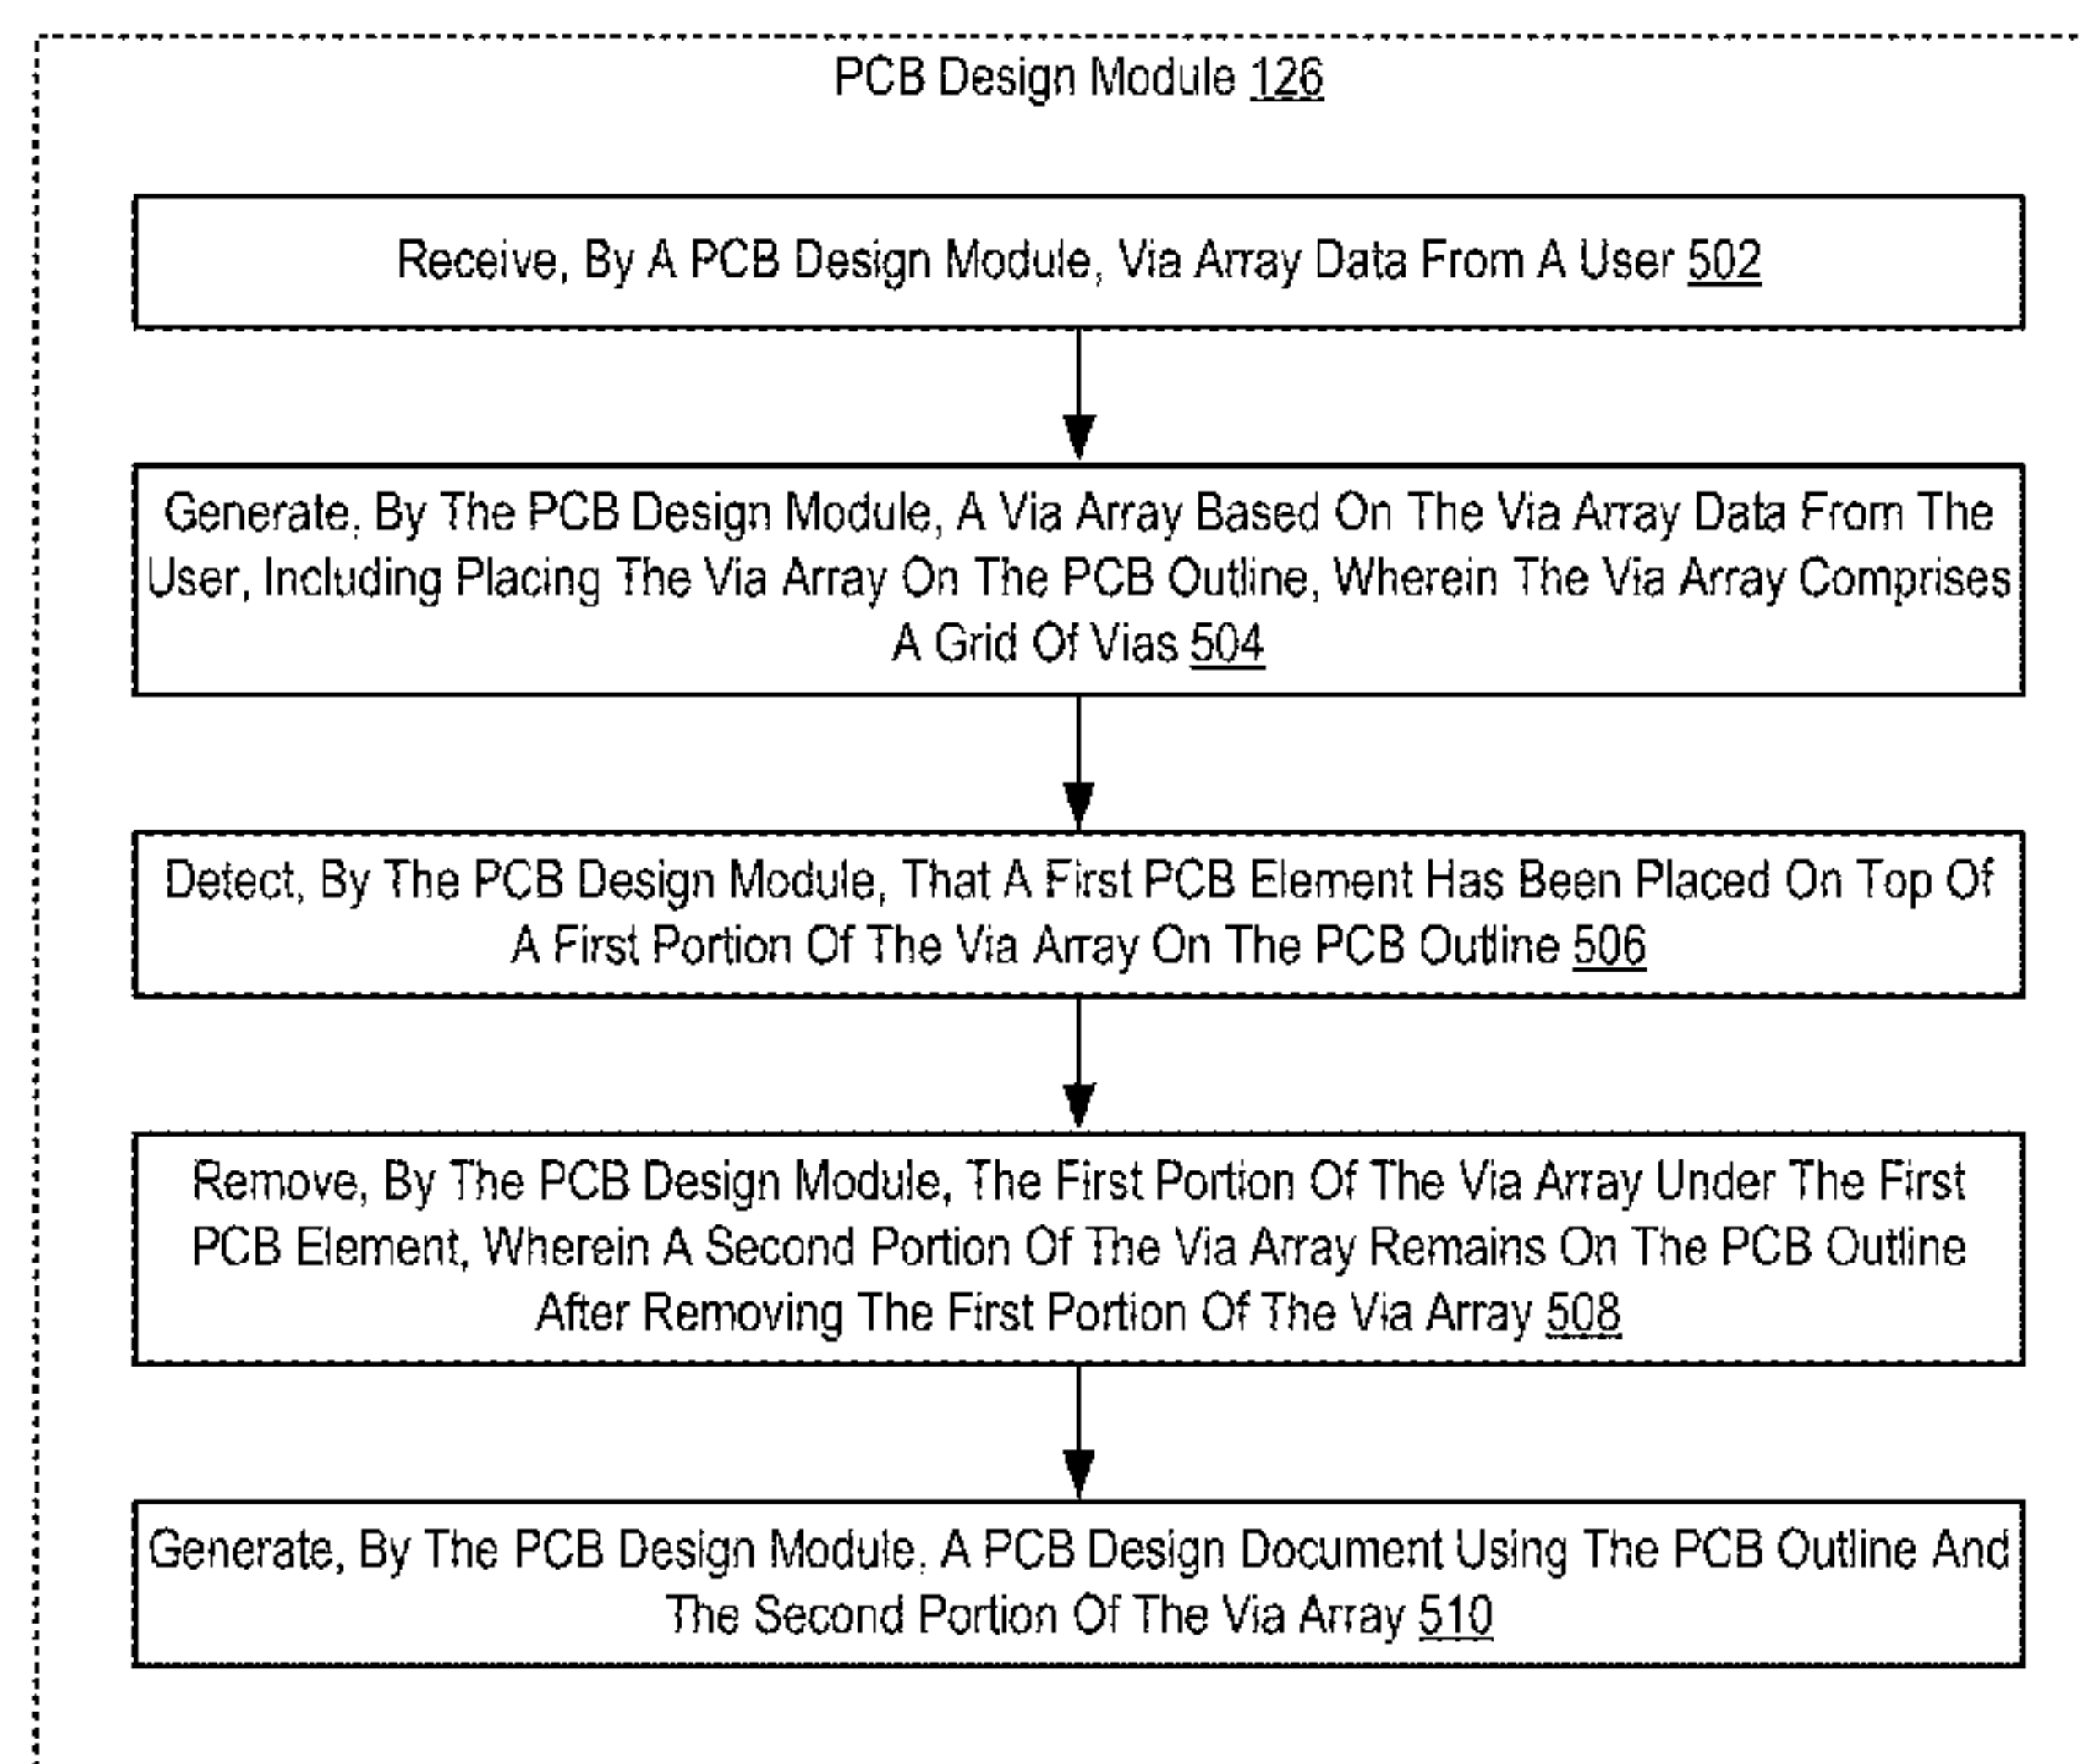 PCB Design Module 126
Receive, By A PCB Design Module, Via Array Data From A User 502
Generate, By The PCB Design Module, A Via Array Based On The Via Array Data From The
User, Including Placing The Via Array On The PCB Outline, Wherein The Via Array Comprises
A Grid Of Vias 504
Detect, By The PCB Design Module, That A First PCB Element Has Been Placed On Top Of
A First Portion Of The Via Array On The PCB Outline 506
Remove, By The PCB Design Module, The First Portion Of The Via Array Under The First
PCB Element, Wherein A Second Portion Of The Via Array Remains On The PCB Outline
After Removing The First Portion Of The Via Array 508
Generate, By The PCB Design Module, A PCB Design Document Using The PCB Outline And
The Second Portion Of The Via Array 510